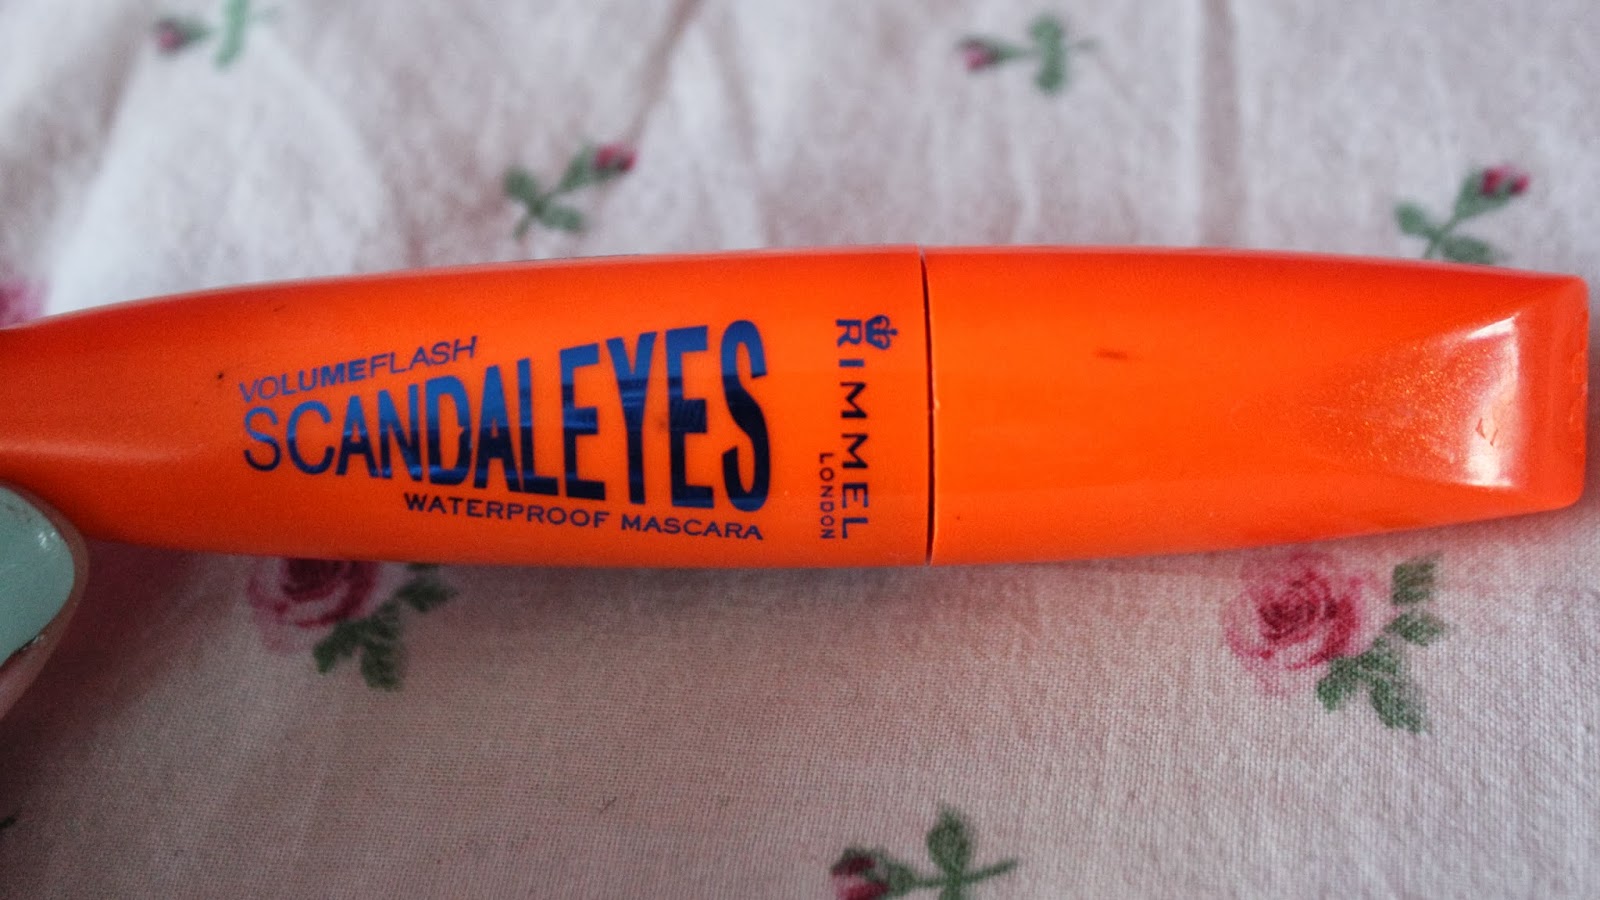 VOLUMEFLASH
SCANDALEYES
WATERPROOF MASCARA
RIMMEL
LONDON